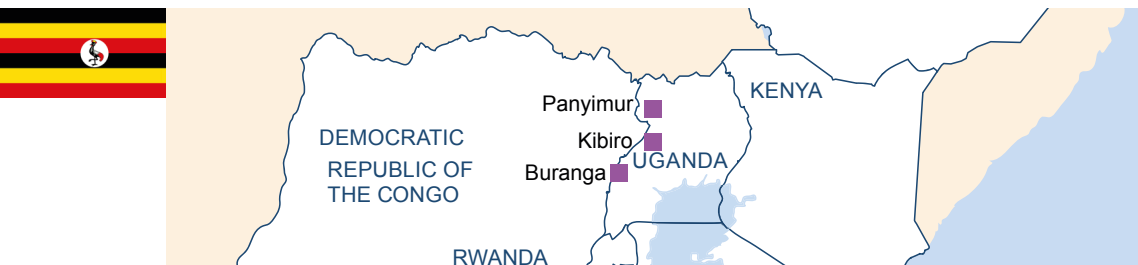 KENYA
Panyimur
DEMOCRATIC
REPUBLIC OF
THE CONGO
Kibiro
UGANDA
Buranga
RWANDA